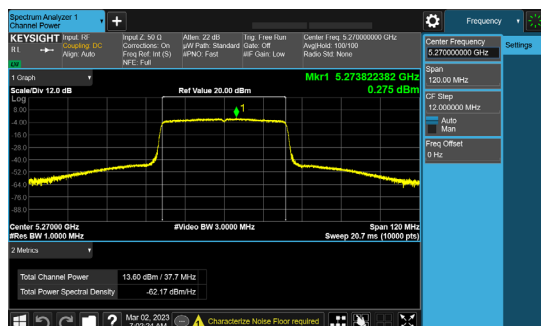 Spectrum Analyzer 1
Channel Power
Frequency
KEYSIGHT
Input: RF
Coupling: DC
Align: Auto
Input Z: 50 Ω
Corrections: On
Freq Ref: Int (S)
NFE: Full
Atten: 22 dB
µW Path: Standard
#PNO: Fast
Trig: Free Run
Gate: Off
#IF Gain: Low
Center Freq: 5.270000000 GHz
Avg|Hold: 100/100
Radio Std: None
RL
Center Frequency
5.270000000 GHz
Settings
Span
120.00 MHz
CF Step
12.000000 MHz
Auto
Man
Freq Offset
0 Hz
1 Graph
Scale/Div 12.0 dB
Ref Value 20.00 dBm
Mkr1 5.273822382 GHz
0.275 dBm
Log
8.00
-4.00
-16.0
-28.0
-40.0
-52.0
-64.0
-76.0
-88.0
1
Center 5.27000 GHz
#Res BW 1.0000 MHz
#Video BW 3.0000 MHz
Span 120 MHz
Sweep 20.7 ms (10000 pts)
2 Metrics
Total Channel Power 13.60 dBm / 37.7 MHz
Total Power Spectral Density -62.17 dBm/Hz
Mar 02, 2023
Characterize Noise Floor required